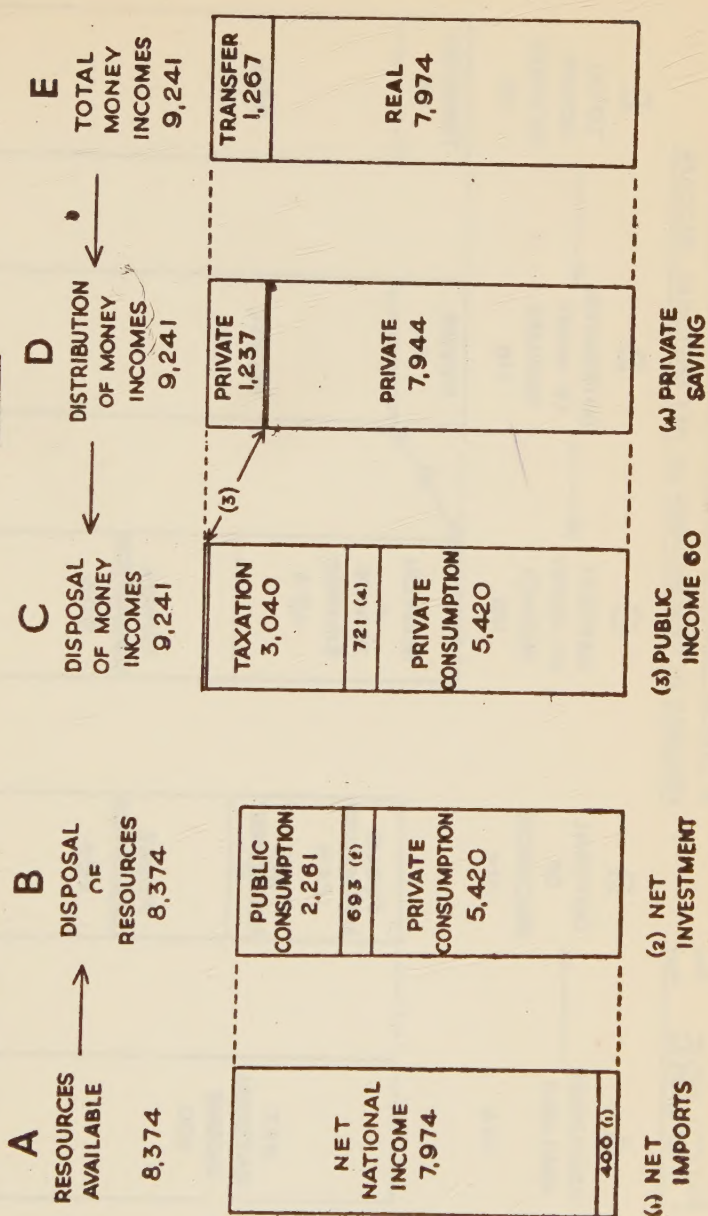 A
RESOURCES
AVAILABLE
8,374
NET
NATIONAL
INCOME
7,974
400 (1)
(1) NET
IMPORTS
B
DISPOSAL
OF
RESOURCES
8,374
PUBLIC
CONSUMPTION
2,261
693 (2)
PRIVATE
CONSUMPTION
5,420
(2) NET
INVESTMENT
C
DISPOSAL
OF MONEY
INCOMES
9,241
(3)
TAXATION
3,040
721 (4)
PRIVATE
CONSUMPTION
5,420
(3) PUBLIC
INCOME 60
D
DISTRIBUTION
OF MONEY
INCOMES
9,241
PRIVATE
1,237
PRIVATE
7,944
(4) PRIVATE
SAVING
E
TOTAL
MONEY
INCOMES
9,241
TRANSFER
1,267
REAL
7,974